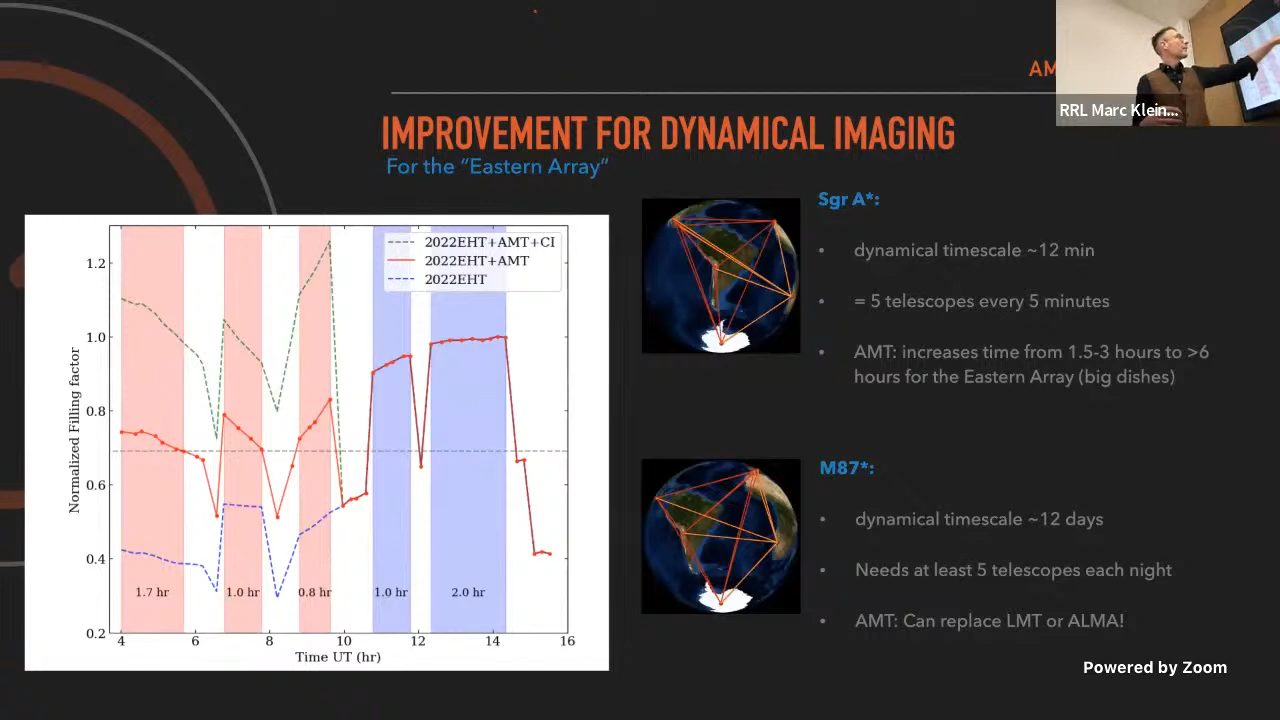 AM
RRL Marc Klein...
IMPROVEMENT FOR DYNAMICAL IMAGING
For the “Eastern Array”
Normalized Filling factor
1.2
1.0
0.8
0.6
0.4
0.2
2022EHT+AMT+CI
2022EHT+AMT
2022EHT
1.7 hr
1.0 hr
0.8 hr
1.0 hr
2.0 hr
4 6 8 10 12 14 16
Time UT (hr)
Sgr A*:
• dynamical timescale ~12 min
• = 5 telescopes every 5 minutes
• AMT: increases time from 1.5-3 hours to >6
hours for the Eastern Array (big dishes)
M87*:
• dynamical timescale ~12 days
• Needs at least 5 telescopes each night
• AMT: Can replace LMT or ALMA!
Powered by Zoom